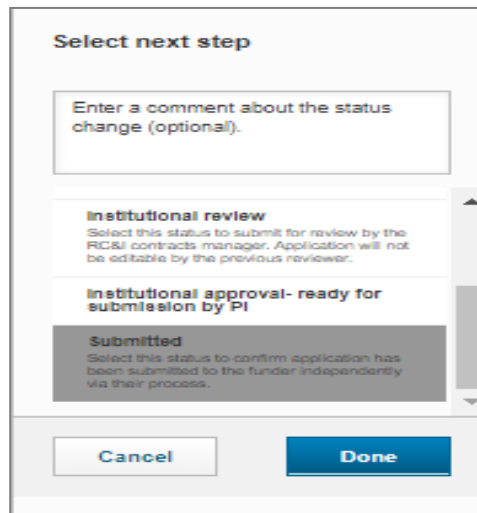 Select next step
Enter a comment about the status
change (optional).
Institutional review
Select this status to submit for review by the
RC&I contracts manager. Application will not
be editable by the previous reviewer.
Institutional approval- ready for
submission by PI
Submitted
Select this status to confirm application has
been submitted to the funder independently
via their process.
Cancel
Done